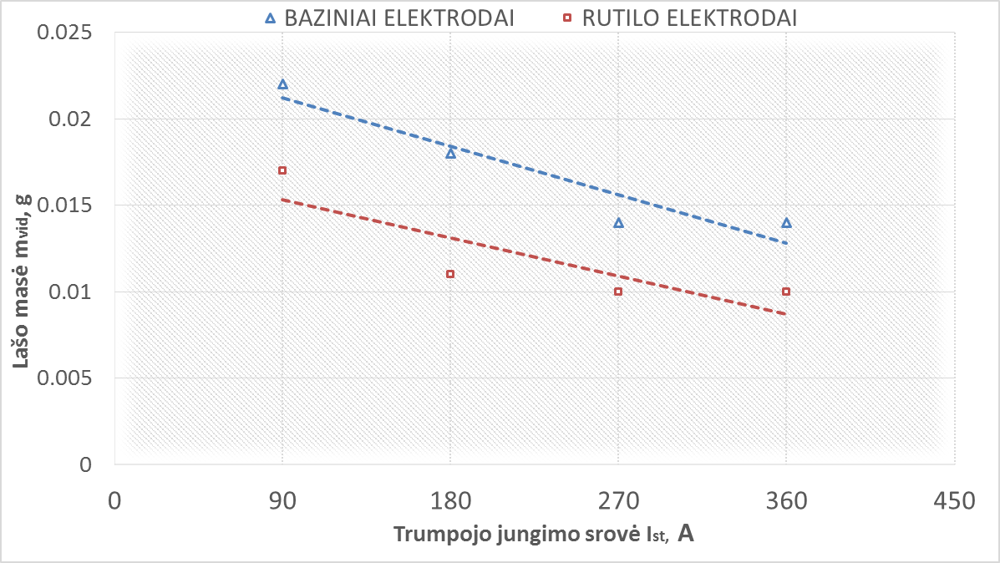 BAZINIAI ELEKTRODAI RUTILO ELEKTRODAI
0.025
0.02
0.015
0.01
0.005
0
Lašo masė mvid, g
0 90 180 270 360 450
Trumpojo jungimo srovė Ist, A